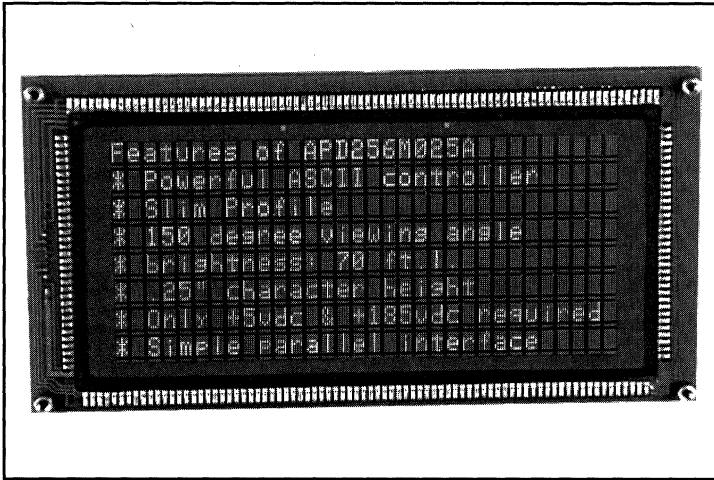 Features of APD256M025A
* Powerful ASCII controller
* Slim Profile
* 150 degree viewing angle
* brightness: 70 ft.l.
* .25" character height
* Only +5vdc & +185vdc required
* Simple parallel interface